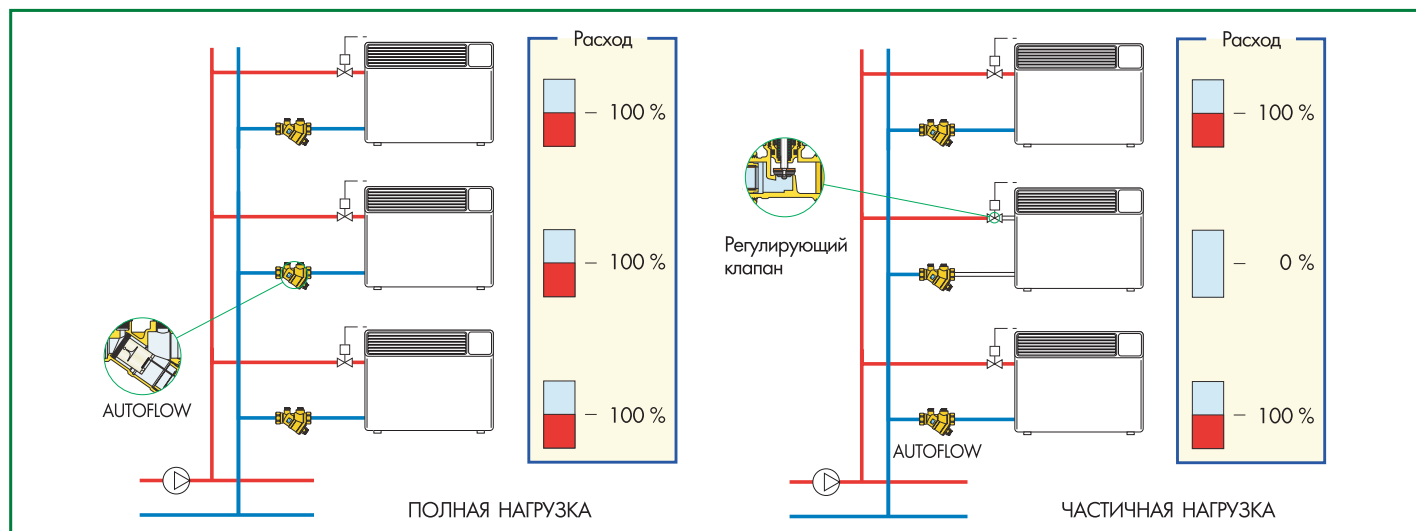 Расход
100 %
100 %
100 %
AUTOFLOW
ПОЛНАЯ НАГРУЗКА
Расход
100 %
Регулирующий
клапан
0 %
100 %
AUTOFLOW
ЧАСТИЧНАЯ НАГРУЗКА